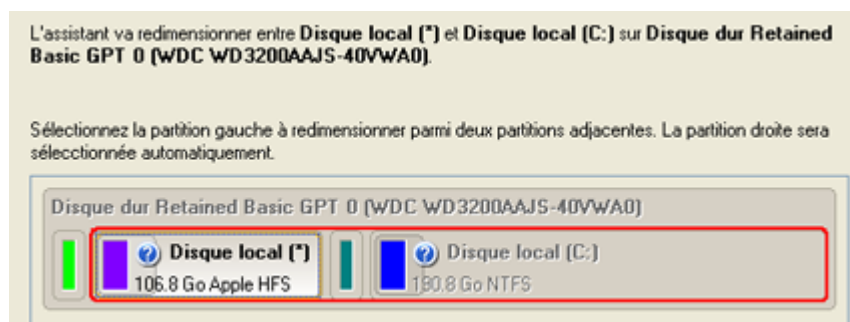 L'assistant va redimensionner entre Disque local (*) et Disque local (C:) sur Disque dur Retained
Basic GPT 0 (WDC WD3200AAJS-40VWA0).
Sélectionnez la partition gauche à redimensionner parmi deux partitions adjacentes. La partition droite sera
sélecctionnée automatiquement.
Disque dur Retained Basic GPT 0 (WDC WD3200AAJS-40VWA0)
Disque local (*)
106.8 Go Apple HFS
Disque local (C:)
190.8 Go NTFS